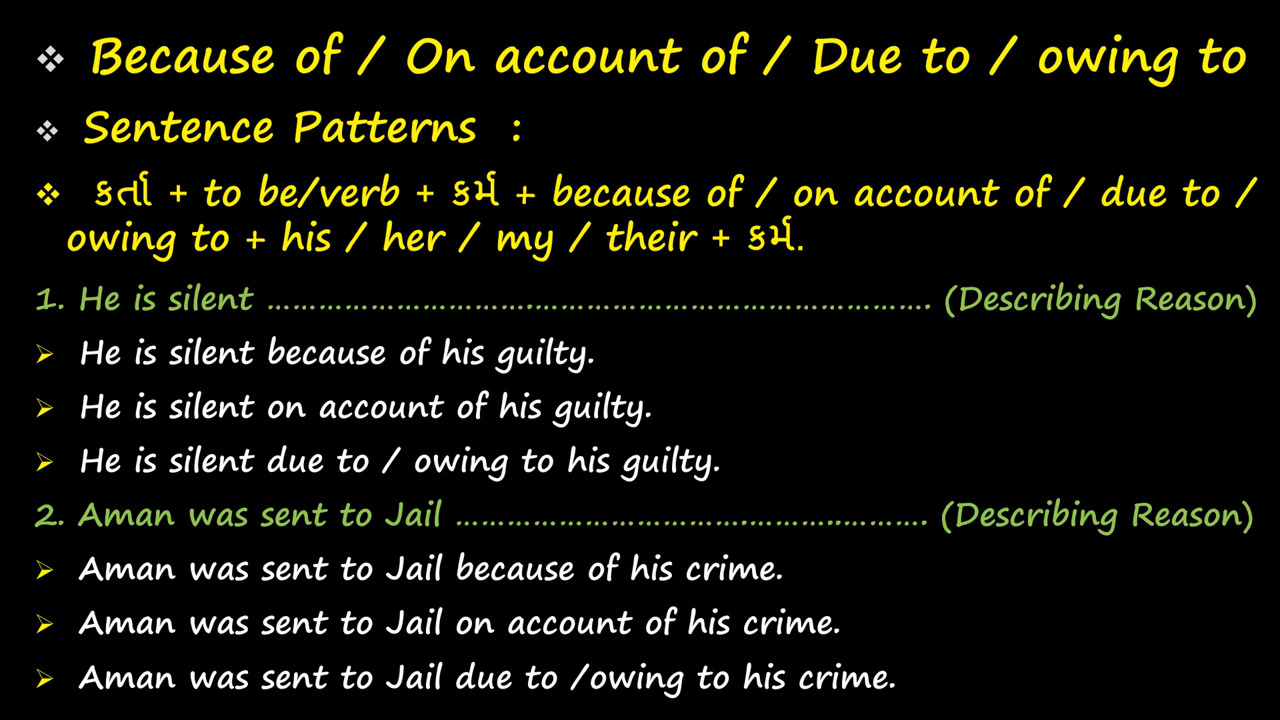 ❖ Because of / On account of / Due to / owing to
❖ Sentence Patterns :
❖ કર્તા + to be/verb + કર્મ + because of / on account of / due to /
owing to + his / her / my / their + કર્મ.
1. He is silent ……………………………….………………………………………. (Describing Reason)
➢ He is silent because of his guilty.
➢ He is silent on account of his guilty.
➢ He is silent due to / owing to his guilty.
2. Aman was sent to Jail …………………………….………..………. (Describing Reason)
➢ Aman was sent to Jail because of his crime.
➢ Aman was sent to Jail on account of his crime.
➢ Aman was sent to Jail due to /owing to his crime.